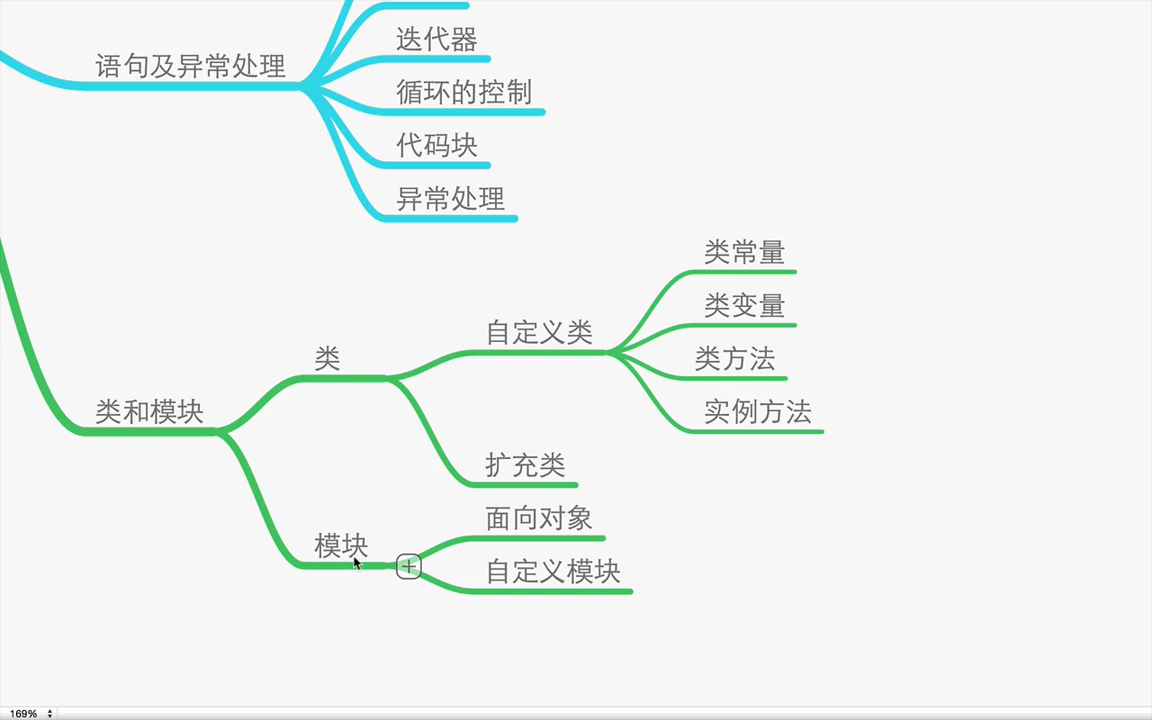 语句及异常处理
迭代器
循环的控制
代码块
异常处理
类和模块
类
自定义类
类常量
类变量
类方法
实例方法
扩充类
模块
面向对象
自定义模块
169%